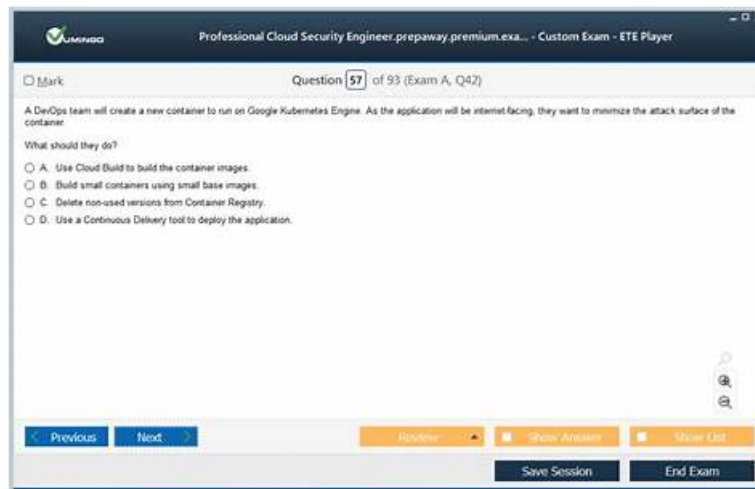 VUMINGO
Professional Cloud Security Engineer.prepaway.premium.exa... - Custom Exam - ETE Player
Mark
Question 57 of 93 (Exam A, Q42)
A DevOps team will create a new container to run on Google Kubernetes Engine. As the application will be internet-facing, they want to minimize the attack surface of the
container.
What should they do?
A. Use Cloud Build to build the container images.
B. Build small containers using small base images.
C. Delete non-used versions from Container Registry.
D. Use a Continuous Delivery tool to deploy the application.
Previous
Next
Review
Show Answer
Show List
Save Session
End Exam